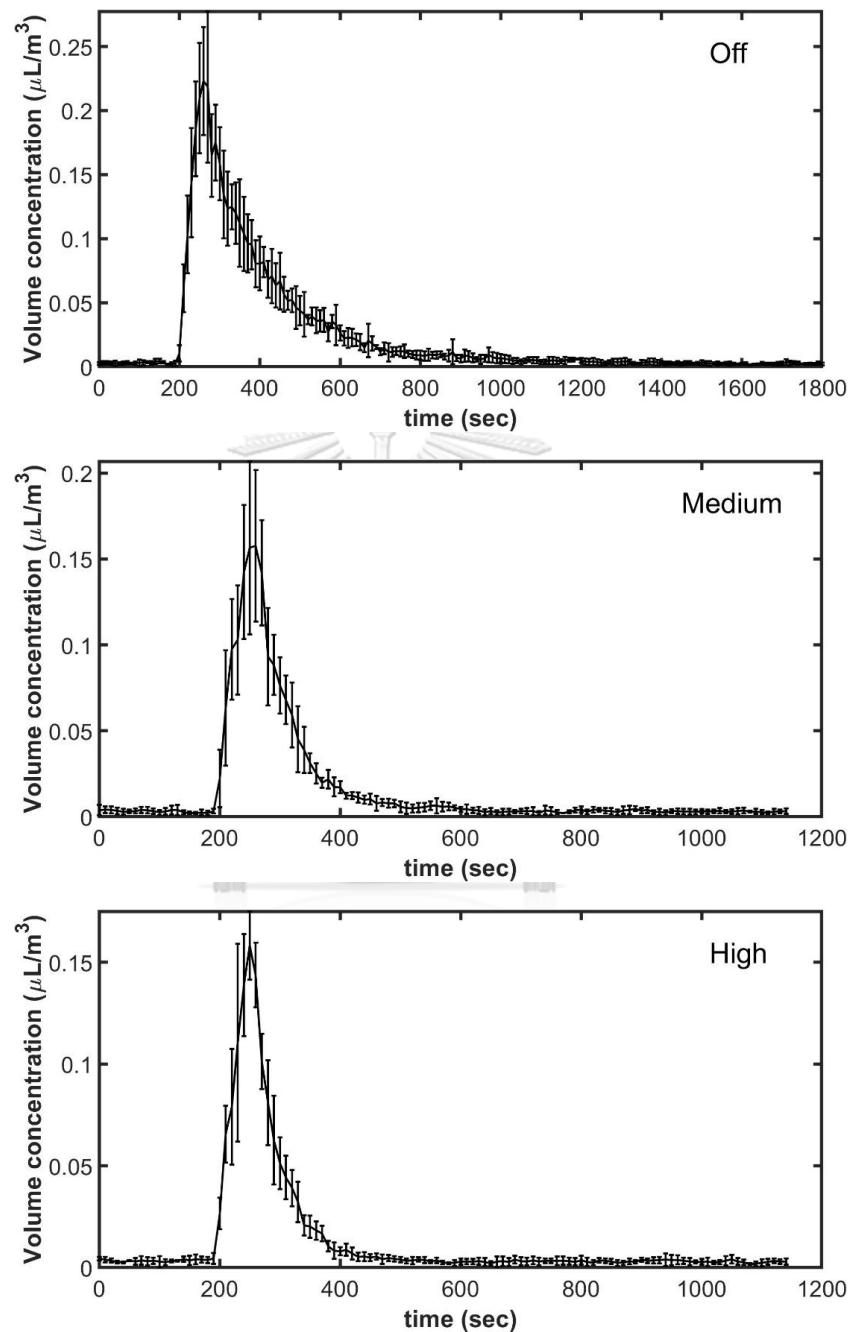 Off
Volume concentration (μL/m³)
0.25
0.2
0.15
0.1
0.05
0
0 200 400 600 800 1000 1200 1400 1600 1800
time (sec)
Medium
Volume concentration (μL/m³)
0.2
0.15
0.1
0.05
0
0 200 400 600 800 1000 1200
time (sec)
High
Volume concentration (μL/m³)
0.15
0.1
0.05
0
0 200 400 600 800 1000 1200
time (sec)